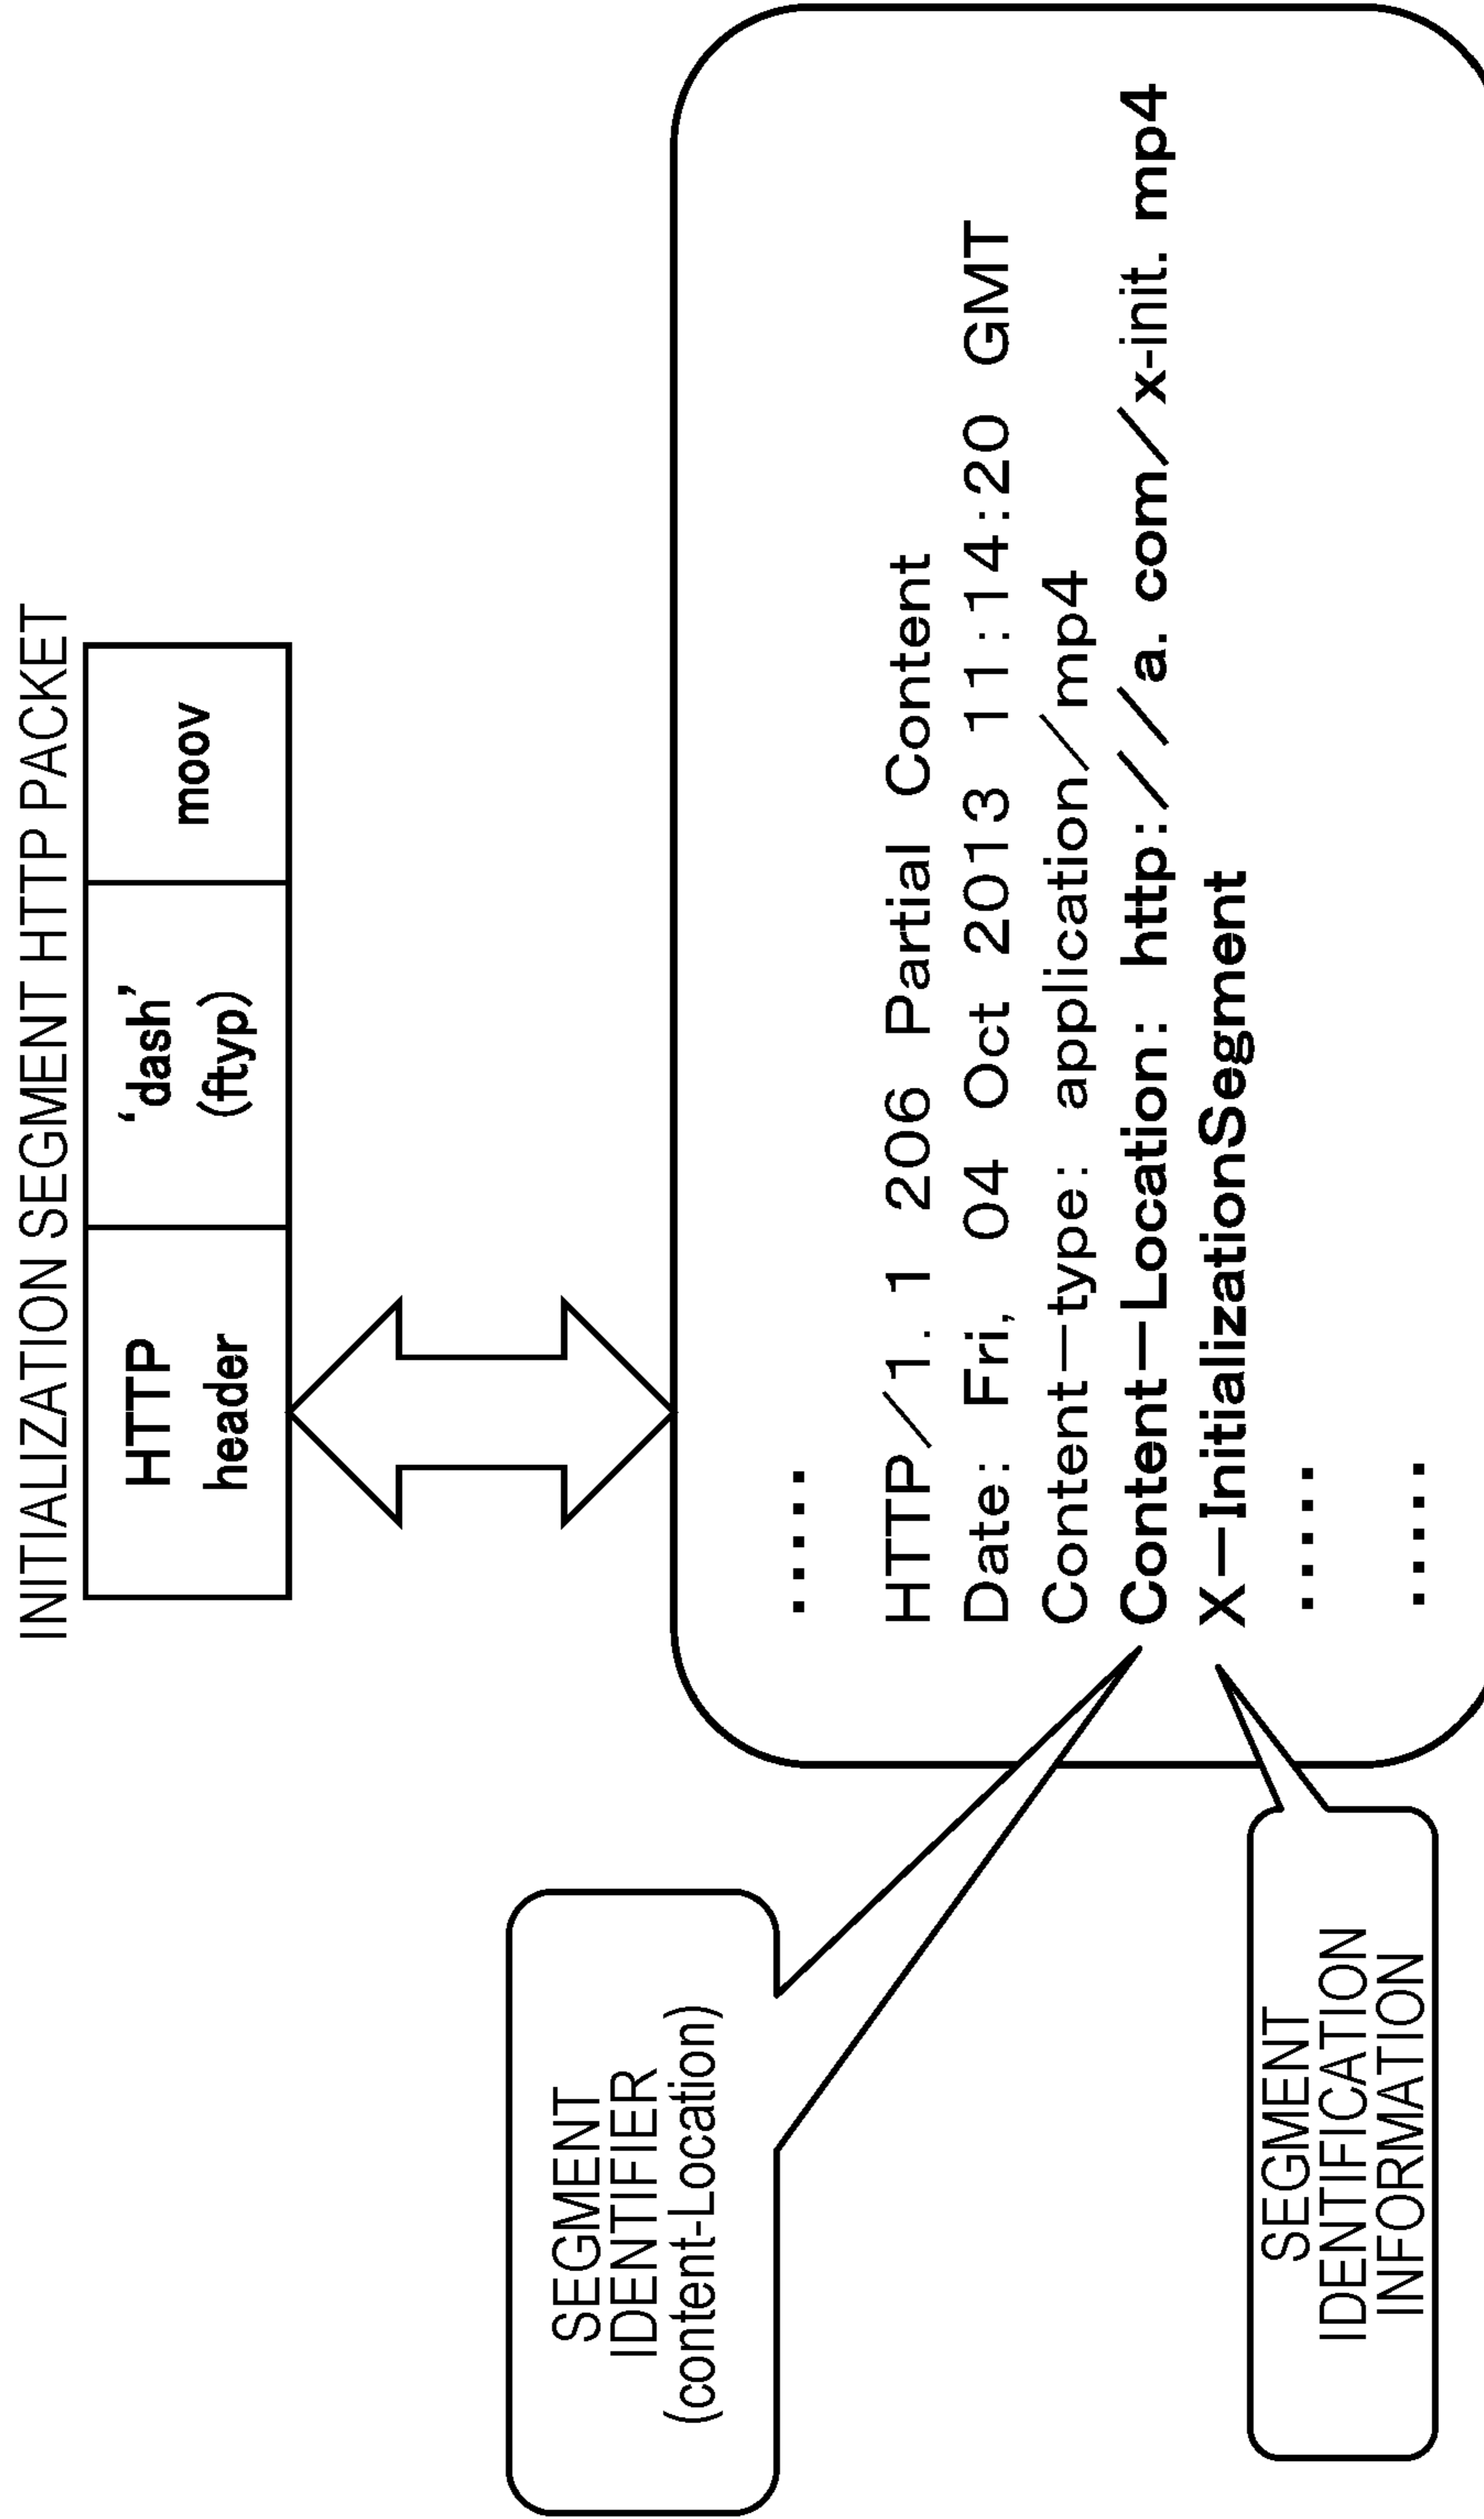 INITIALIZATION SEGMENT HTTP PACKET
HTTP
header
‘dash’
(ftyp)
moov
.....
HTTP/1. 1 206 Partial Content
Date: Fri, 04 Oct 2013 11:14:20 GMT
Content-type: application/mp4
Content-Location: http://a. com/x-init. mp4
X-InitializationSegment
.....
.....
SEGMENT
IDENTIFIER
(content-Location)
SEGMENT
IDENTIFICATION
INFORMATION